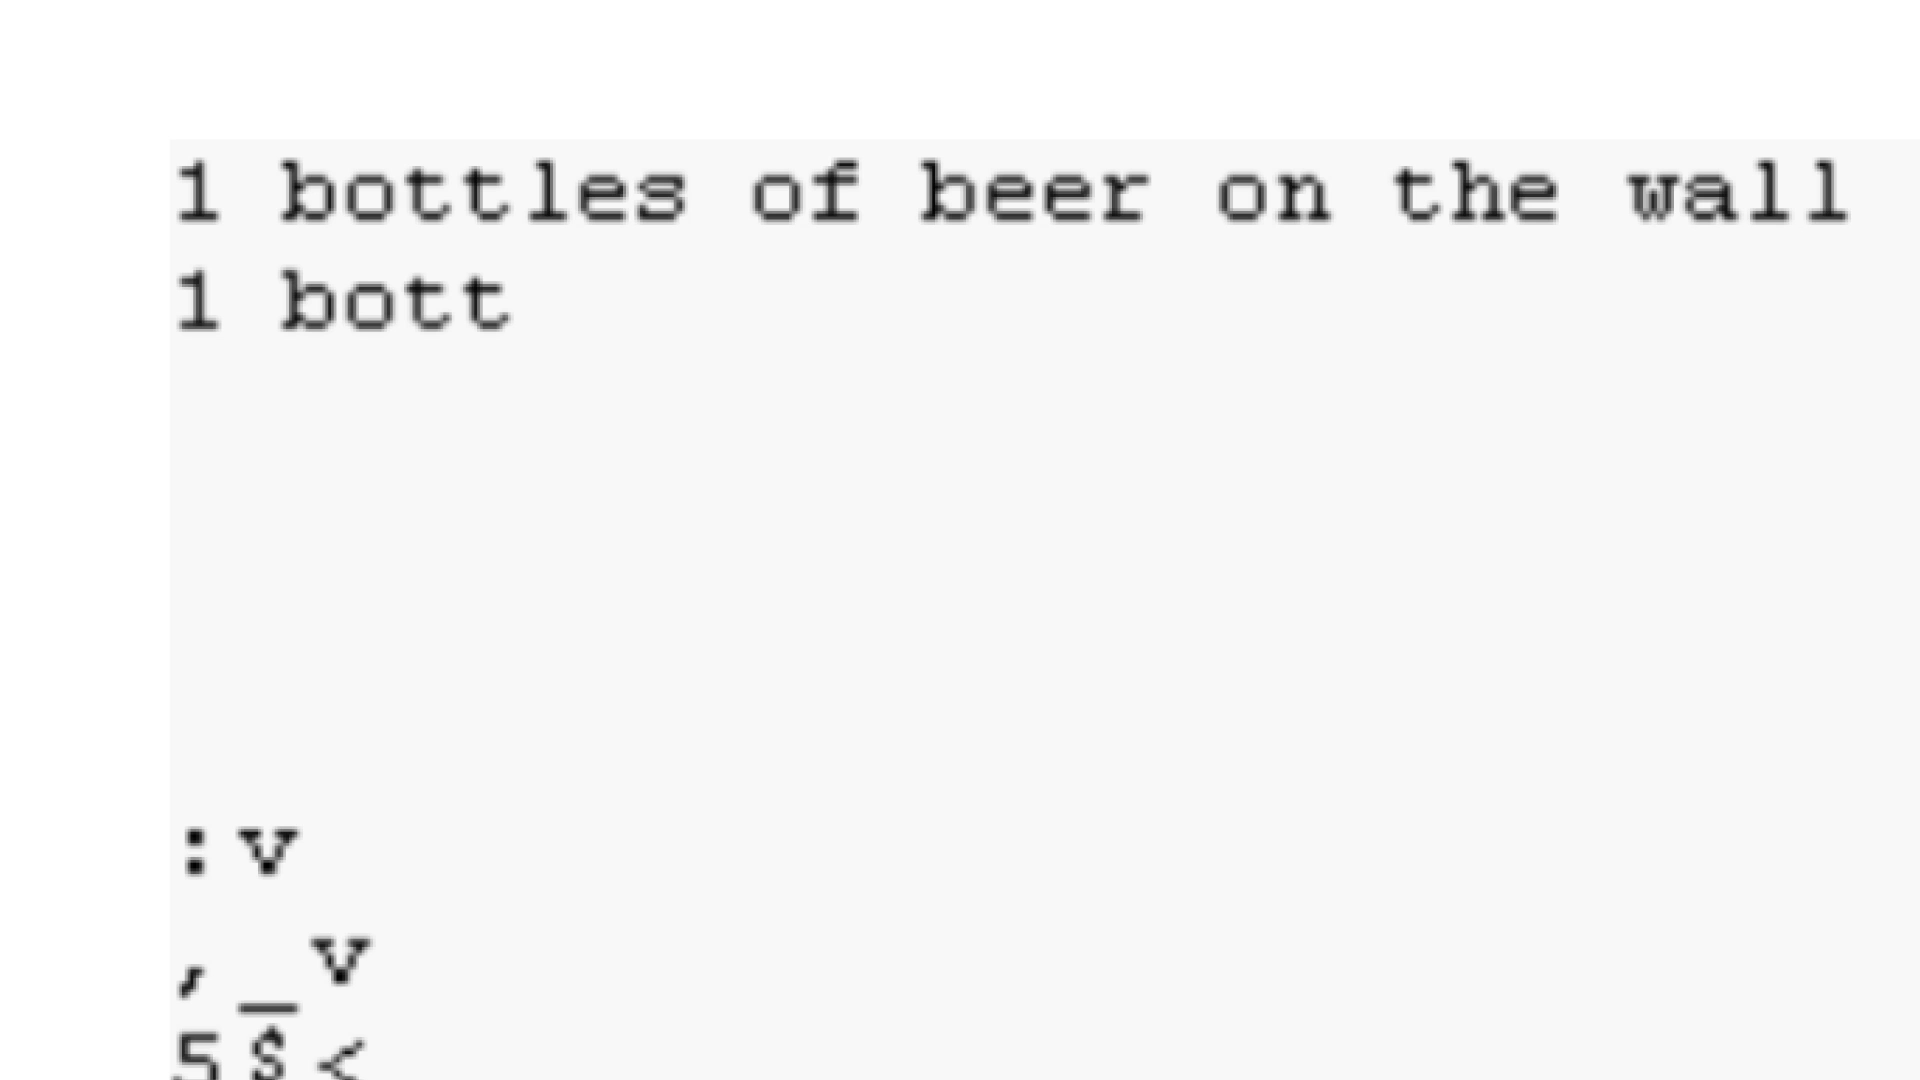 1 bottles of beer on the wall
1 bott
:v
,_v
5$<